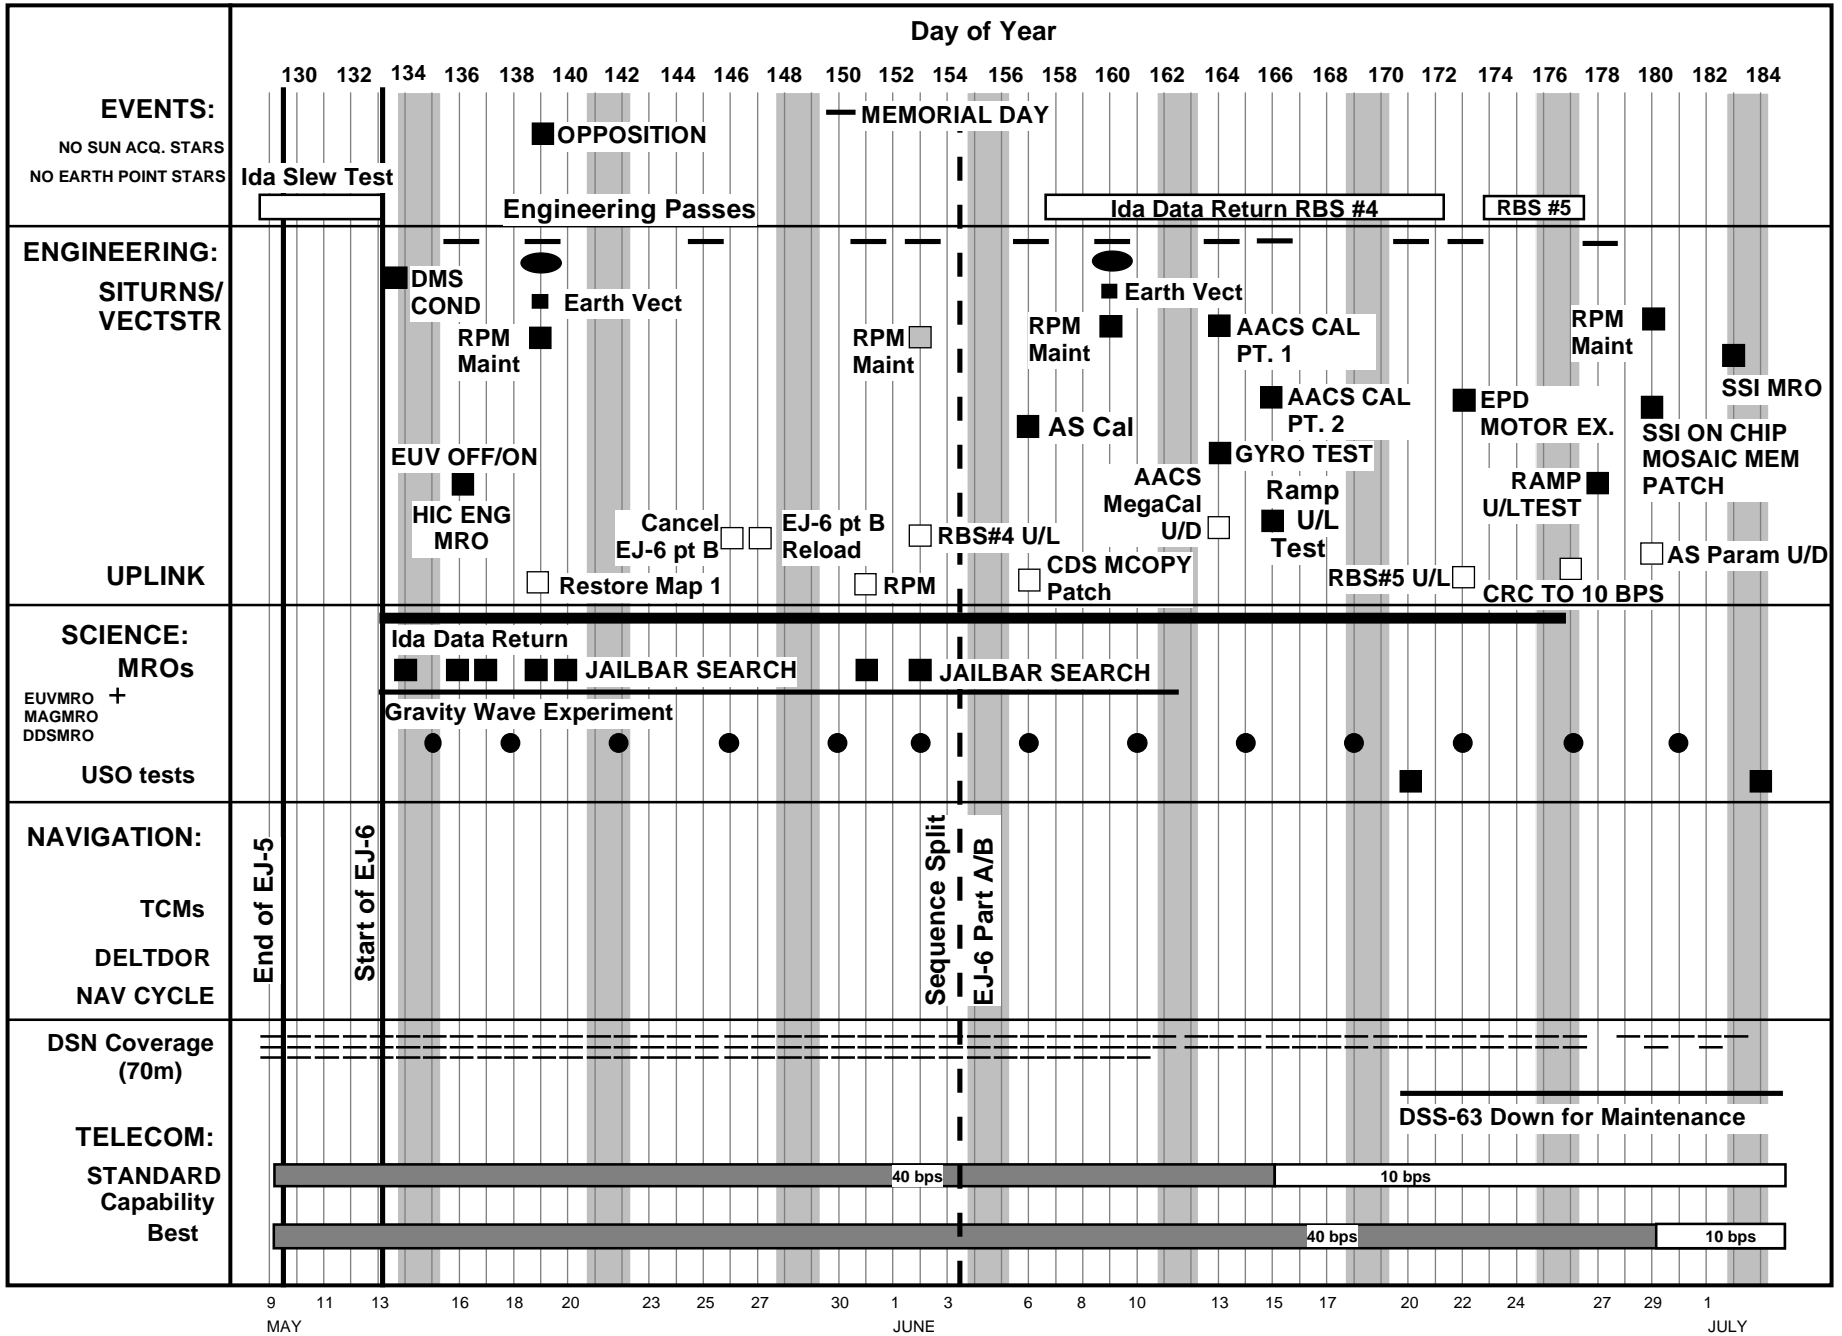 Day of Year
130 132 134 136 138 140 142 144 146 148 150 152 154 156 158 160 162 164 166 168 170 172 174 176 178 180 182 184
EVENTS:
MEMORIAL DAY
OPPOSITION
NO SUN ACQ. STARS
NO EARTH POINT STARS
Ida Slew Test
Engineering Passes
Ida Data Return RBS #4
RBS #5
ENGINEERING:
SITURNS/
VECTSTR
DMS
COND
Earth Vect
RPM
Maint
RPM
Maint
Earth Vect
RPM
Maint
AACS CAL
PT. 1
RPM
Maint
SSI MRO
AACS CAL
PT. 2
EPD
MOTOR EX.
AS Cal
SSI ON CHIP
MOSAIC MEM
PATCH
EUV OFF/ON
GYRO TEST
HIC ENG
MRO
AACS
MegaCal
U/D
Ramp
U/L
Test
RAMP
U/LTEST
Cancel
EJ-6 pt B
EJ-6 pt B
Reload
RBS#4 U/L
AS Param U/D
UPLINK
Restore Map 1
RPM
CDS MCOPY
Patch
RBS#5 U/L
CRC TO 10 BPS
SCIENCE:
Ida Data Return
MROs
JAILBAR SEARCH
JAILBAR SEARCH
EUVMRO +
MAGMRO
DDSMRO
Gravity Wave Experiment
USO tests
NAVIGATION:
End of EJ-5
Start of EJ-6
Sequence Split
EJ-6 Part A/B
TCMs
DELTDOR
NAV CYCLE
DSN Coverage
(70m)
DSS-63 Down for Maintenance
TELECOM:
STANDARD
Capability
40 bps
10 bps
Best
40 bps
10 bps
9 11 13 16 18 20 23 25 27 30 1 3 6 8 10 13 15 17 20 22 24 27 29 1
MAY JUNE JULY